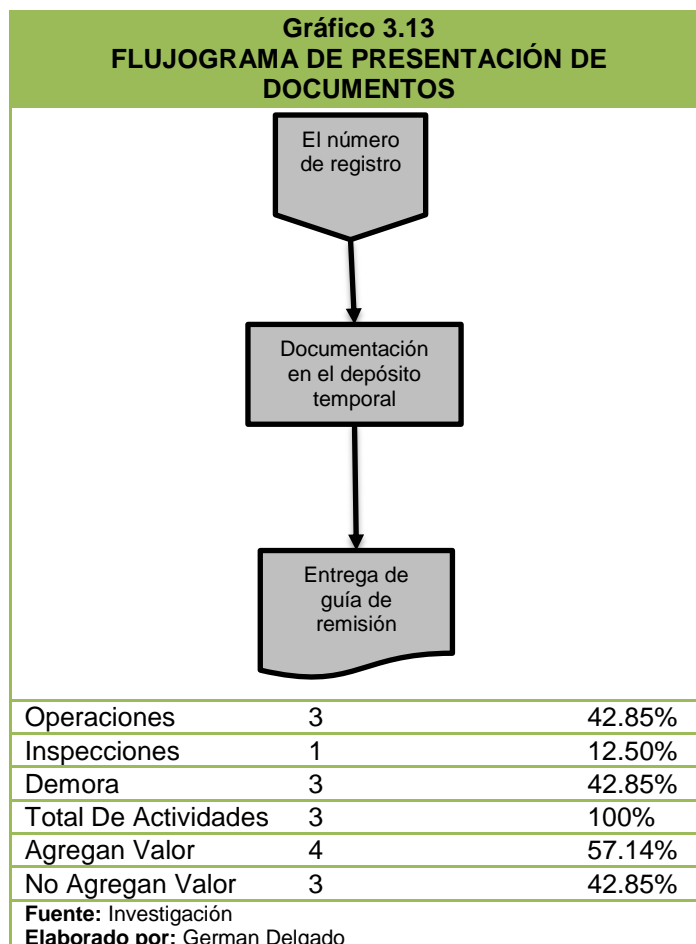 Gráfico 3.13
FLUJOGRAMA DE PRESENTACIÓN DE
DOCUMENTOS
El número
de registro
Documentación
en el depósito
temporal
Entrega de
guía de
remisión
Operaciones 3 42.85%
Inspecciones 1 12.50%
Demora 3 42.85%
Total De Actividades 3 100%
Agregan Valor 4 57.14%
No Agregan Valor 3 42.85%
Fuente: Investigación
Elaborado por: German Delgado